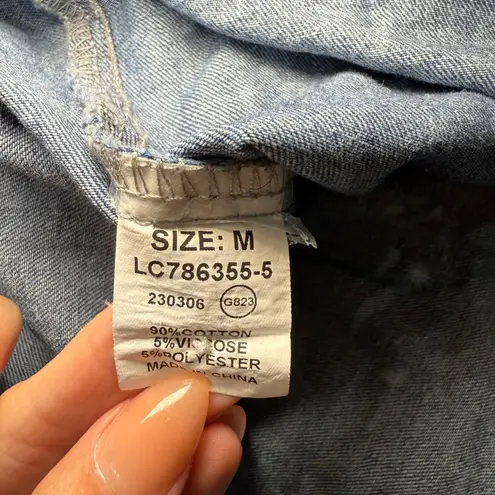 SIZE: M
LC786355-5
230306 G823
90%COTTON
5%VISCOSE
5%POLYESTER
MADE IN CHINA